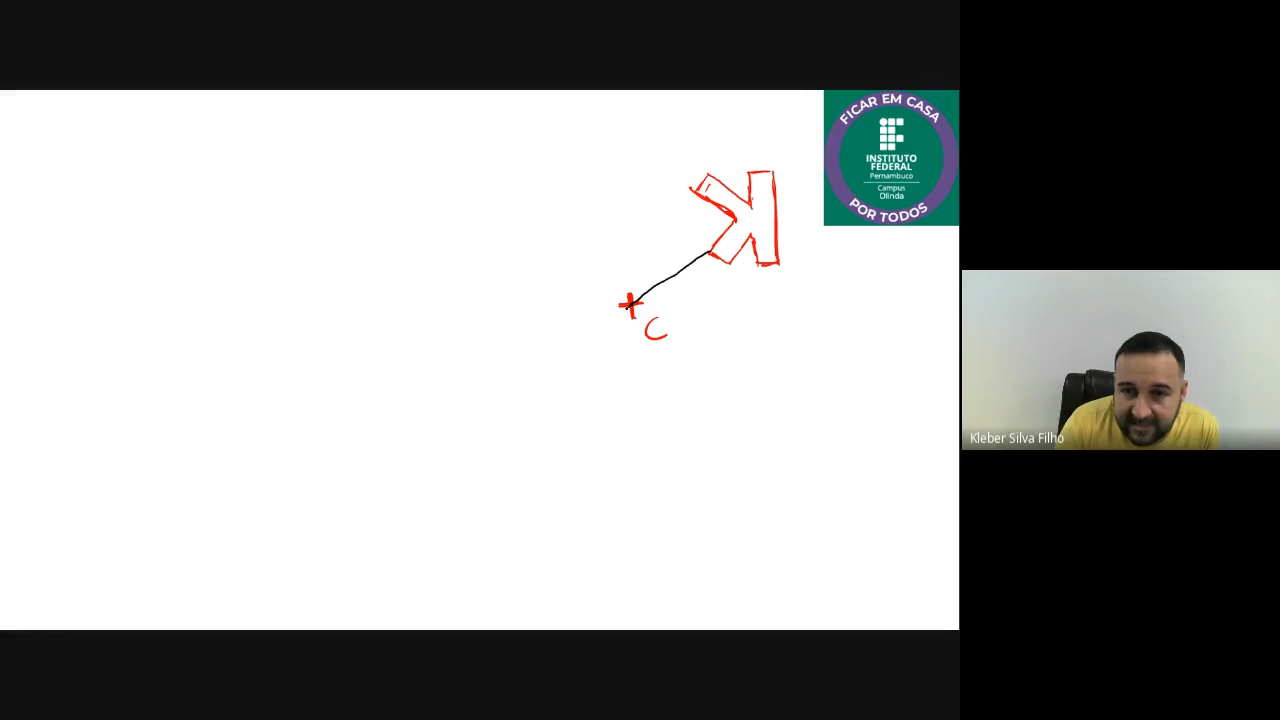 FICAR EM CASA
INSTITUTO
FEDERAL
Pernambuco
Campus
Olinda
POR TODOS
C
Kleber Silva Filho